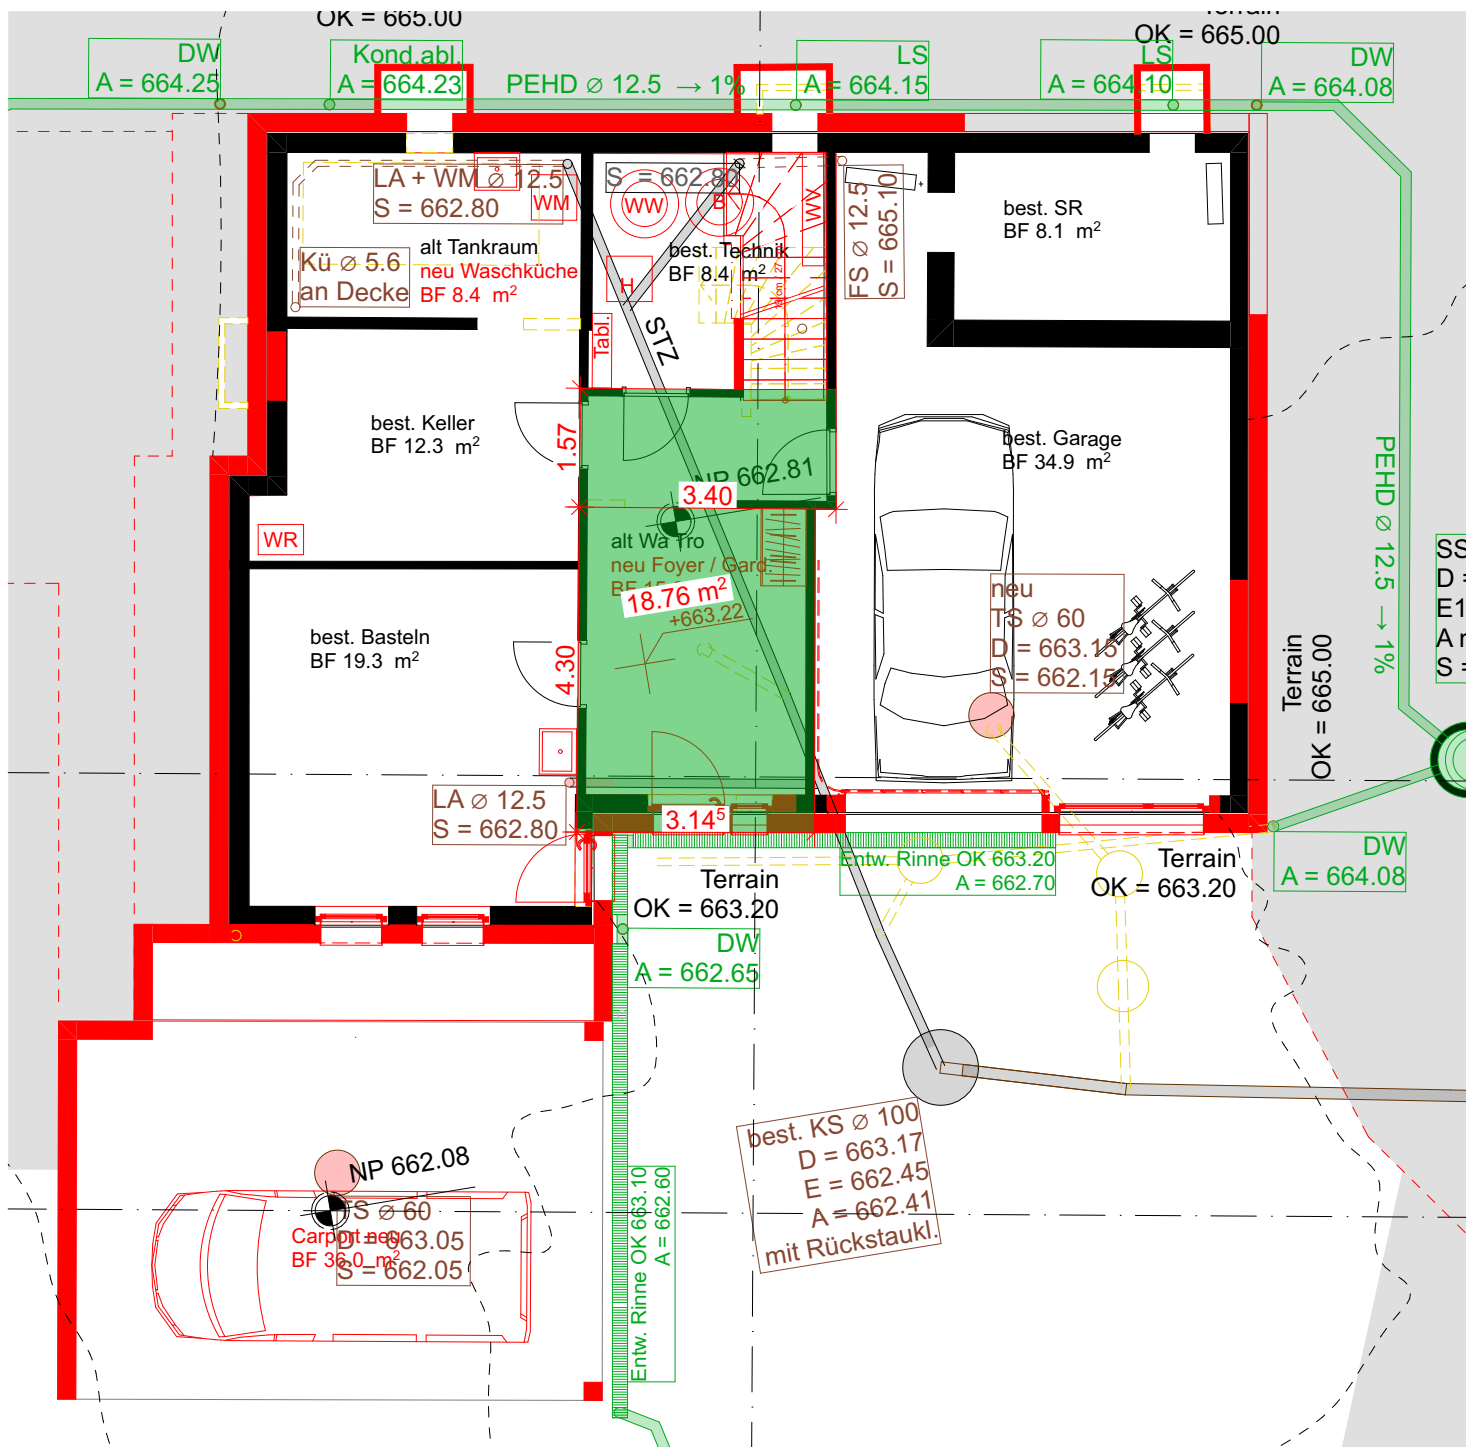 OK = 665.00
Terrain
OK = 665.00
DW
A = 664.25
Kond.abl.
A = 664.23
PEHD ⌀ 12.5 → 1%
LS
A = 664.15
LS
A = 664.10
DW
A = 664.08
LA + WM ⌀ 12.5
S = 662.80
WM
S = 662.80
WW
B
WV
FS ⌀ 12.5
S = 665.10
best. SR
BF 8.1 m²
alt Tankraum
neu Waschküche
BF 8.4 m²
Kü ⌀ 5.6
an Decke
best. Technik
BF 8.4 m²
H
Tabl.
STZ
best. Keller
BF 12.3 m²
1.57
NP 662.81
3.40
best. Garage
BF 34.9 m²
PEHD ⌀ 12.5 → 1%
WR
alt Wa Tro
neu Foyer / Gard.
18.76 m²
+663.22
neu
TS ⌀ 60
D = 663.15
S = 662.15
SS
D =
E1
A
S =
best. Basteln
BF 19.3 m²
4.30
Terrain
OK = 665.00
LA ⌀ 12.5
S = 662.80
3.14⁵
Entw. Rinne OK 663.20
A = 662.70
Terrain
OK = 663.20
Terrain
OK = 663.20
DW
A = 664.08
DW
A = 662.65
best. KS ⌀ 100
D = 663.17
E = 662.45
A = 662.41
mit Rückstaukl.
NP 662.08
TS ⌀ 60
D = 663.05
S = 662.05
Carport neu
BF 36.0 m²
Entw. Rinne OK 663.10
A = 662.60